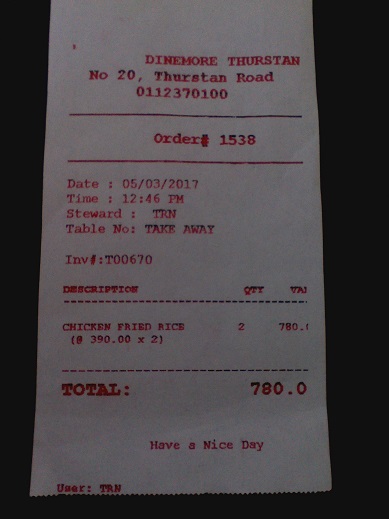 DINEMORE THURSTAN
No 20, Thurstan Road
0112370100
Order# 1538
Date : 05/03/2017
Time : 12:46 PM
Steward : TRN
Table No: TAKE AWAY
Inv#:T00670
DESCRIPTION QTY VA
CHICKEN FRIED RICE 2 780.
(@ 390.00 x 2)
TOTAL: 780.0
Have a Nice Day
User: TRN